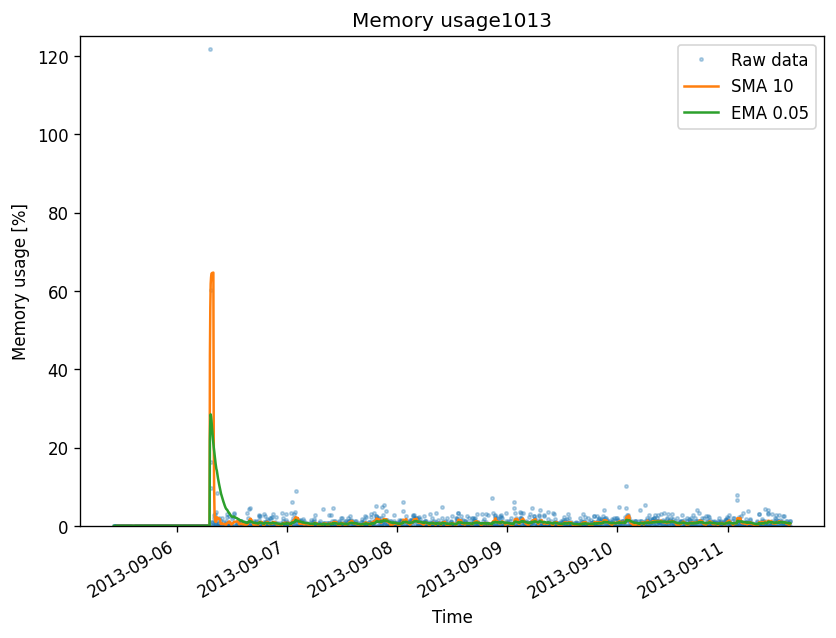 Memory usage1013
Raw data
SMA 10
EMA 0.05
Memory usage [%]
120
100
80
60
40
20
0
2013-09-06
2013-09-07
2013-09-08
2013-09-09
2013-09-10
2013-09-11
Time